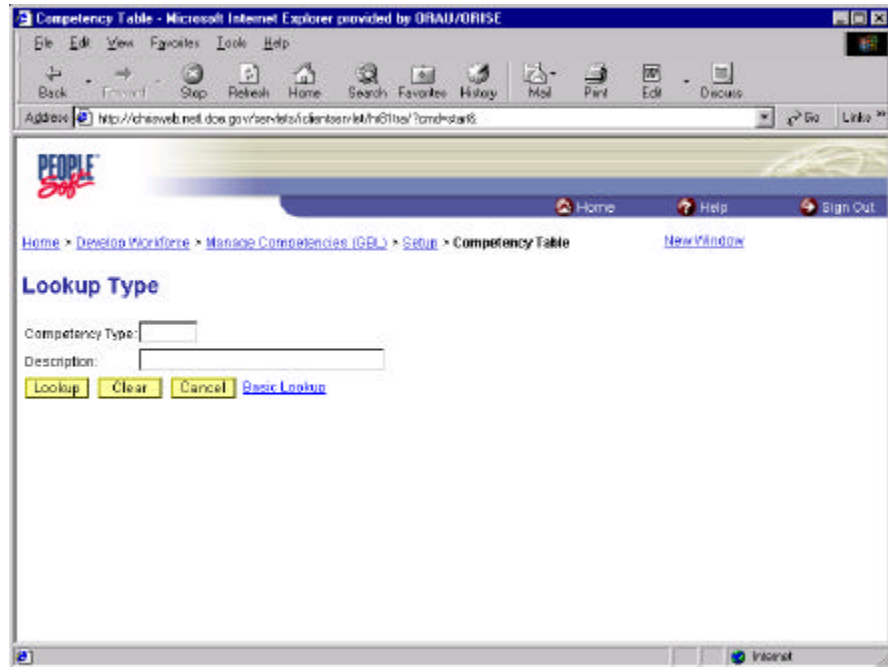 Competency Table - Microsoft Internet Explorer provided by ORAU/ORISE
File Edit View Favorites Tools Help
Back Forward Stop Refresh Home Search Favorites History Mail Print Edit Discuss
Address Go Links »
PEOPLE
Soft
Home Help Sign Out
Home > Develop Workforce > Manage Competencies (GBL) > Setup > Competency Table New Window
Lookup Type
Competency Type:
Description:
Lookup Clear Cancel Basic Lookup
Internet